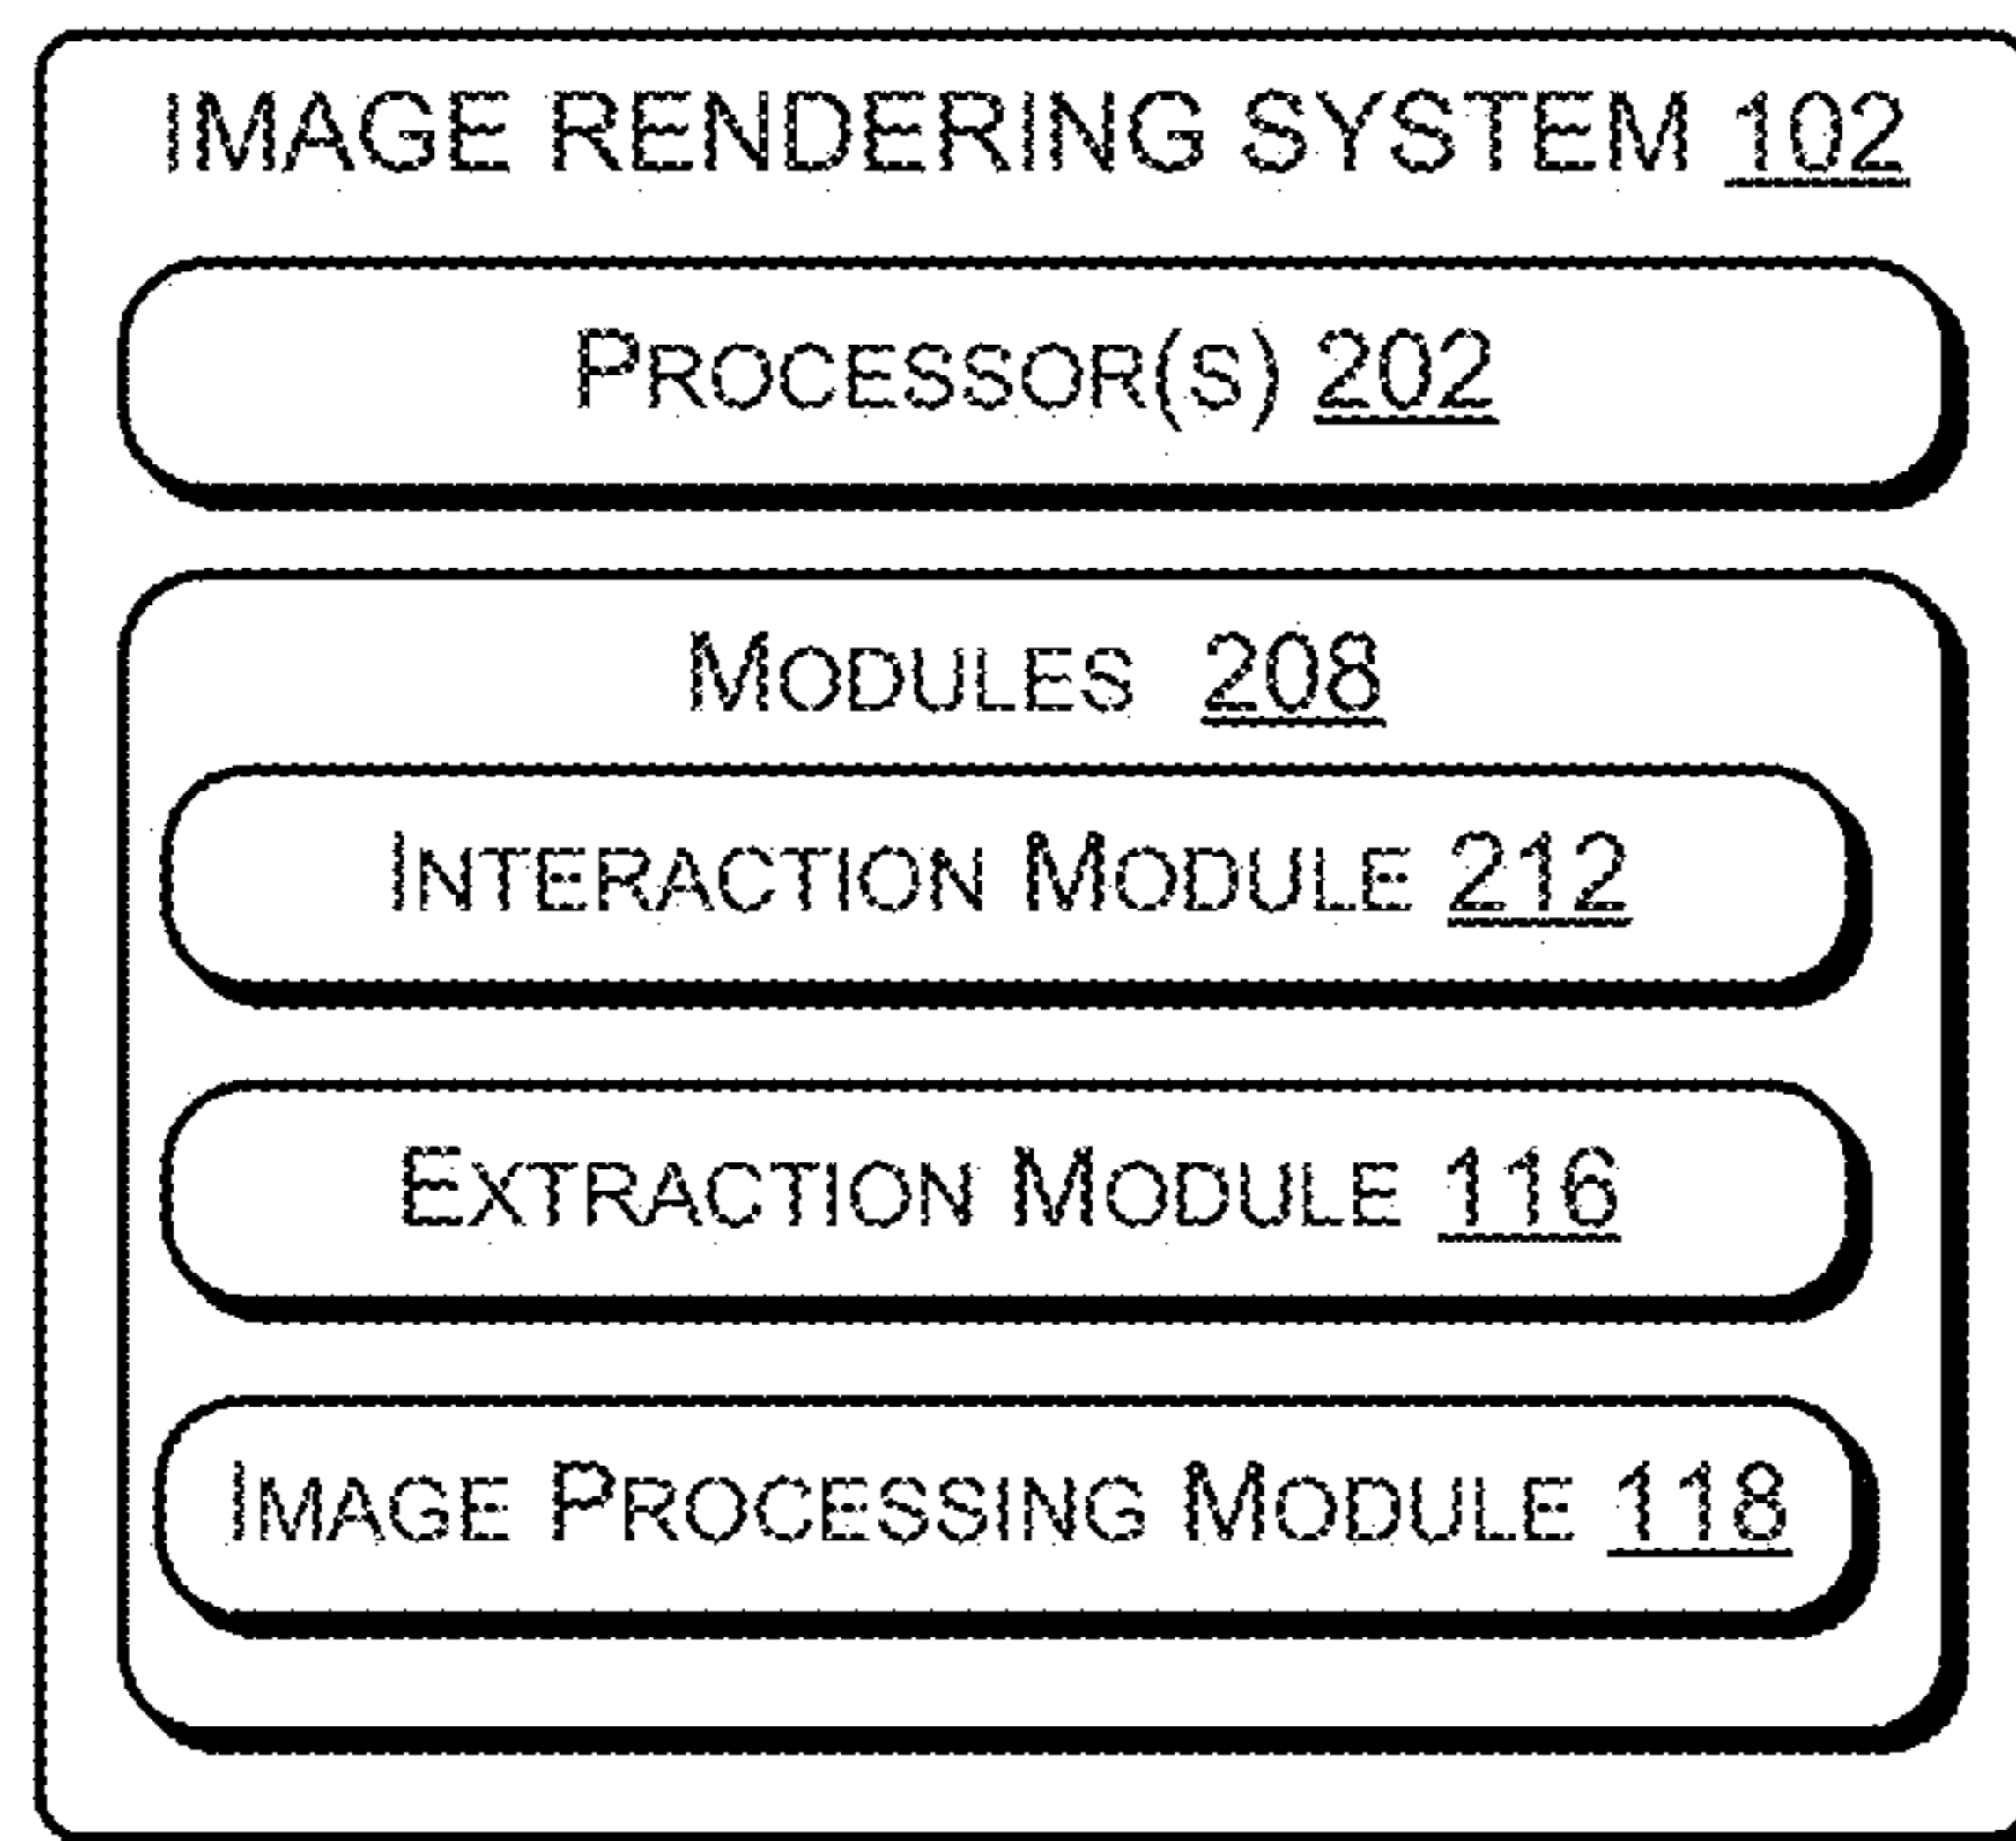 IMAGE RENDERING SYSTEM 102
PROCESSOR(S) 202
MODULES 208
INTERACTION MODULE 212
EXTRACTION MODULE 116
IMAGE PROCESSING MODULE 118